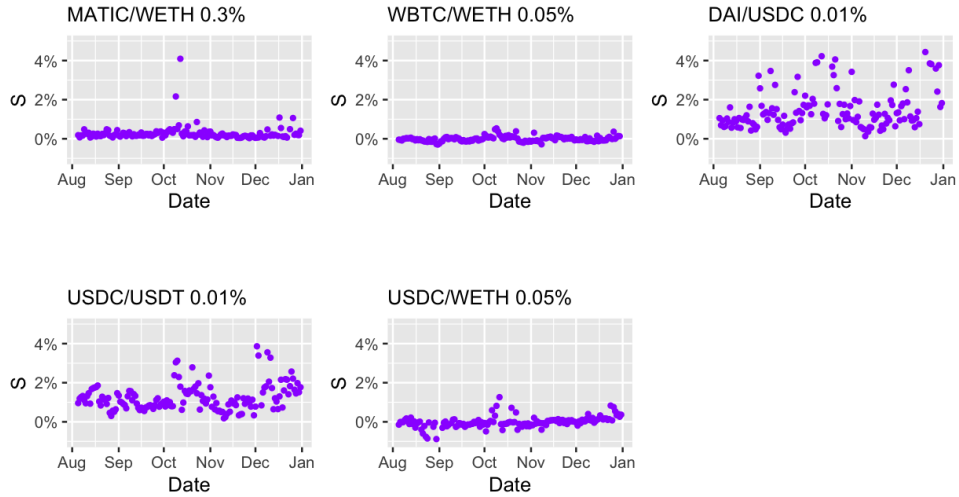 MATIC/WETH 0.3%
4%
2%
0%
S
Aug Sep Oct Nov Dec Jan
Date
WBTC/WETH 0.05%
4%
2%
0%
S
Aug Sep Oct Nov Dec Jan
Date
DAI/USDC 0.01%
4%
2%
0%
S
Aug Sep Oct Nov Dec Jan
Date
USDC/USDT 0.01%
4%
2%
0%
S
Aug Sep Oct Nov Dec Jan
Date
USDC/WETH 0.05%
4%
2%
0%
S
Aug Sep Oct Nov Dec Jan
Date